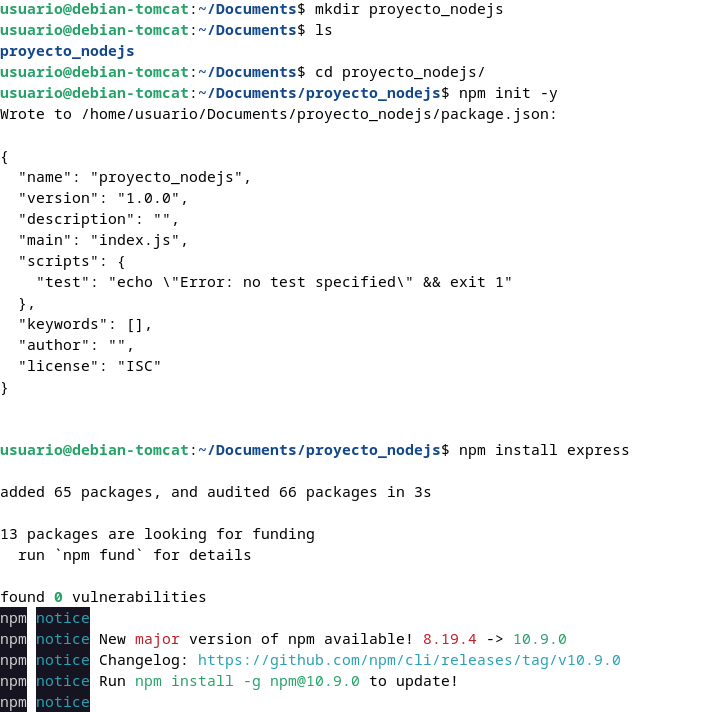 usuario@debian-tomcat:~/Documents$ mkdir proyecto_nodejs
usuario@debian-tomcat:~/Documents$ ls
proyecto_nodejs
usuario@debian-tomcat:~/Documents$ cd proyecto_nodejs/
usuario@debian-tomcat:~/Documents/proyecto_nodejs$ npm init -y
Wrote to /home/usuario/Documents/proyecto_nodejs/package.json:

{
  "name": "proyecto_nodejs",
  "version": "1.0.0",
  "description": "",
  "main": "index.js",
  "scripts": {
    "test": "echo \"Error: no test specified\" && exit 1"
  },
  "keywords": [],
  "author": "",
  "license": "ISC"
}

usuario@debian-tomcat:~/Documents/proyecto_nodejs$ npm install express

added 65 packages, and audited 66 packages in 3s

13 packages are looking for funding
  run `npm fund` for details

found 0 vulnerabilities
npm notice
npm notice New major version of npm available! 8.19.4 -> 10.9.0
npm notice Changelog: https://github.com/npm/cli/releases/tag/v10.9.0
npm notice Run npm install -g npm@10.9.0 to update!
npm notice